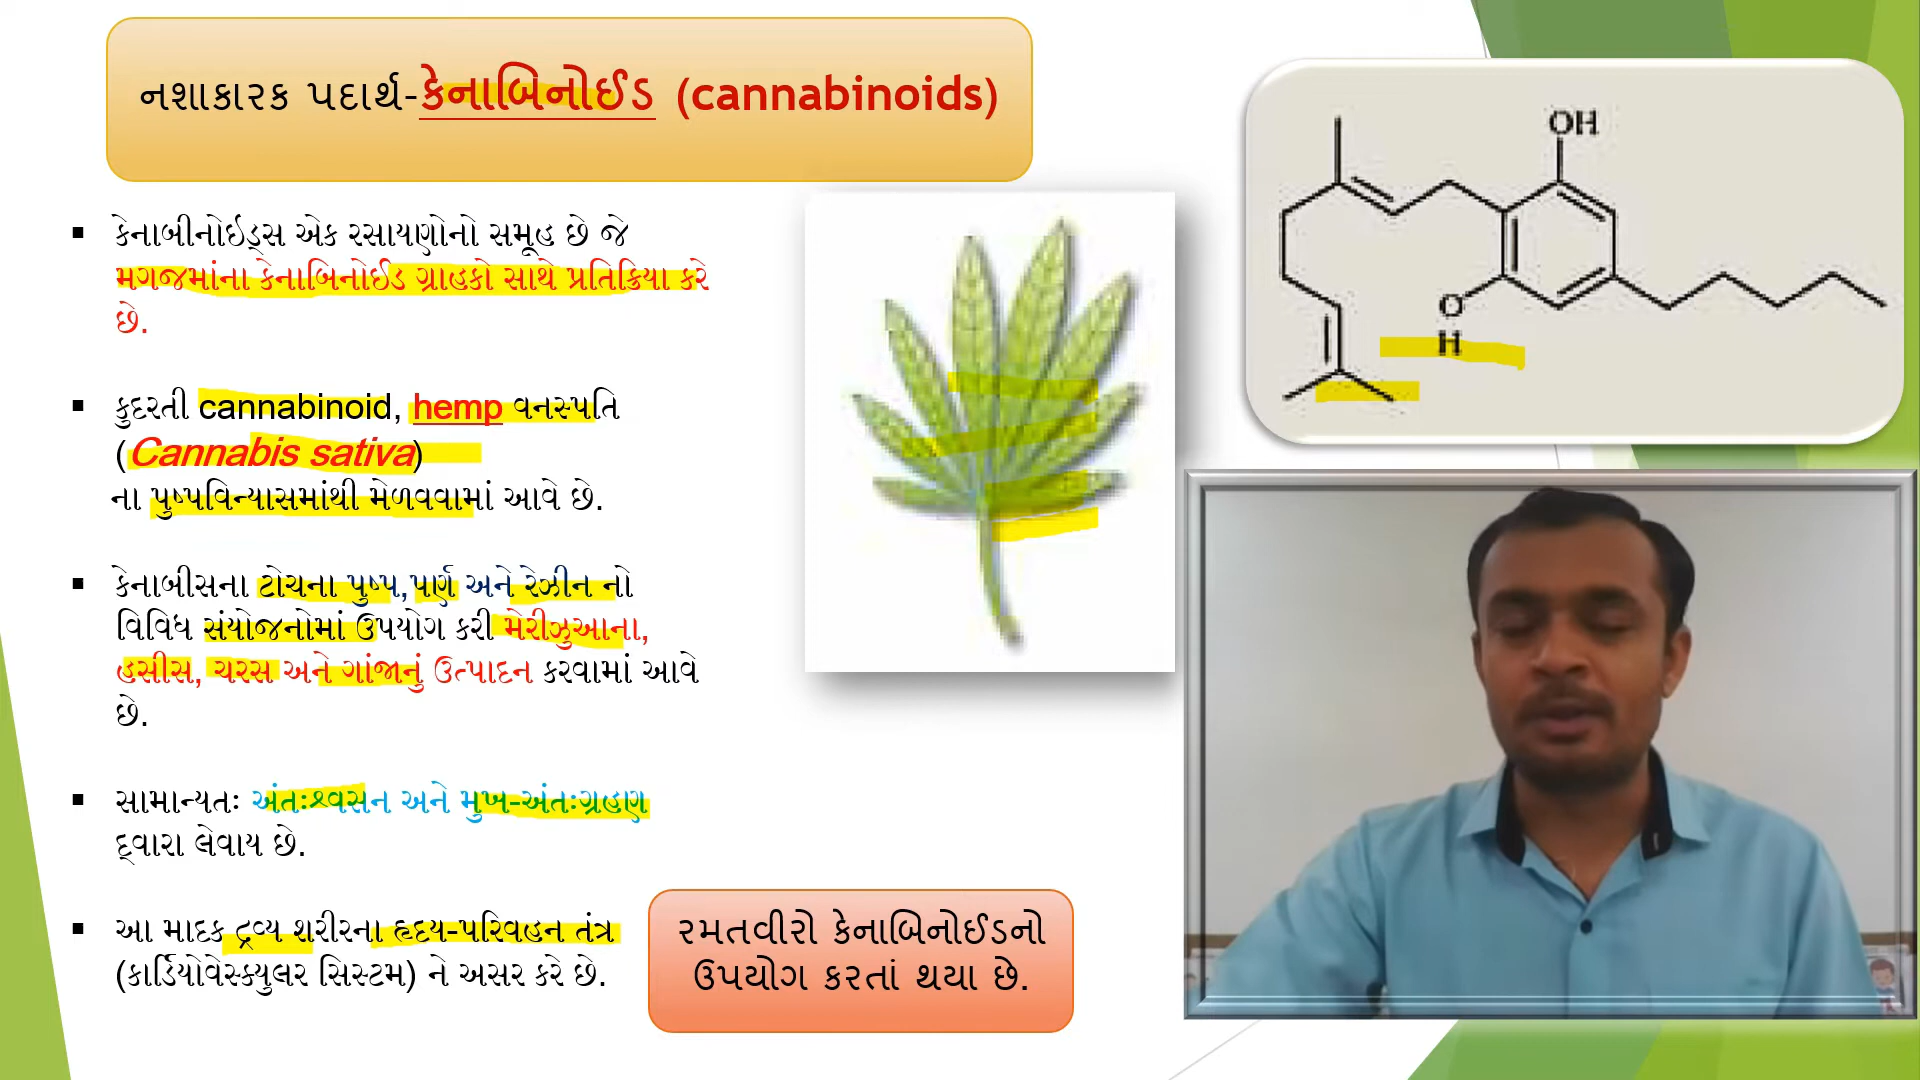 નશાકારક પદાર્થ-કેનાબિનોઈડ (cannabinoids)
▪ કેનાબીનોઇડ્સ એક રસાયણોનો સમૂહ છે જે
મગજમાંના કેનાબિનોઈડ ગ્રાહકો સાથે પ્રતિક્રિયા કરે
છે.
▪ કુદરતી cannabinoid, hemp વનસ્પતિ
(Cannabis sativa)
ના પુષ્પવિન્યાસમાંથી મેળવવામાં આવે છે.
▪ કેનાબીસના ટોચના પુષ્પ,પર્ણ અને રેઝીન નો
વિવિધ સંયોજનોમાં ઉપયોગ કરી મેરીઝુઆના,
હસીસ, ચરસ અને ગાંજાનું ઉત્પાદન કરવામાં આવે
છે.
▪ સામાન્યતઃ અંતઃશ્વસન અને મુખ-અંતઃગ્રહણ
દ્વારા લેવાય છે.
▪ આ માદક દ્રવ્ય શરીરના હૃદય-પરિવહન તંત્ર
(કાર્ડિયોવેસ્ક્યુલર સિસ્ટમ) ને અસર કરે છે.
રમતવીરો કેનાબિનોઈડનો
ઉપયોગ કરતાં થયા છે.
OH
O
H